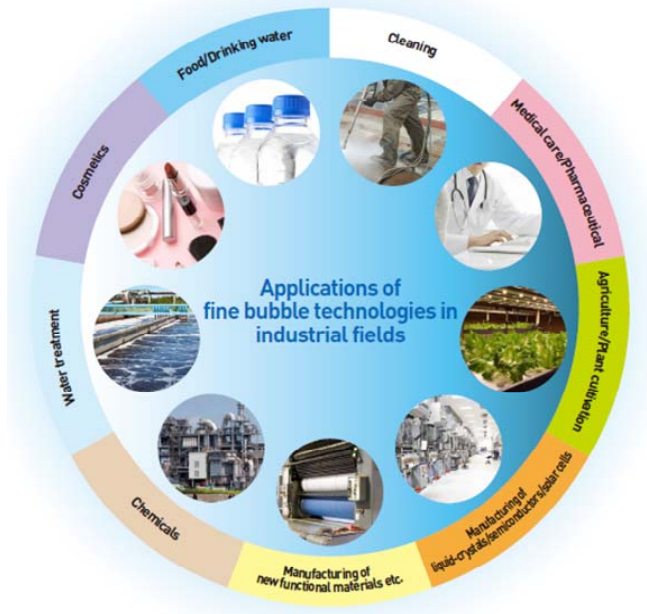 Food/Drinking water
Cleaning
Medical care/Pharmaceutical
Agriculture/Plant cultivation
Manufacturing of
liquid-crystals/semiconductors/solar cells
Manufacturing of
new functional materials etc.
Chemicals
Water treatment
Cosmetics
Applications of
fine bubble technologies in
industrial fields